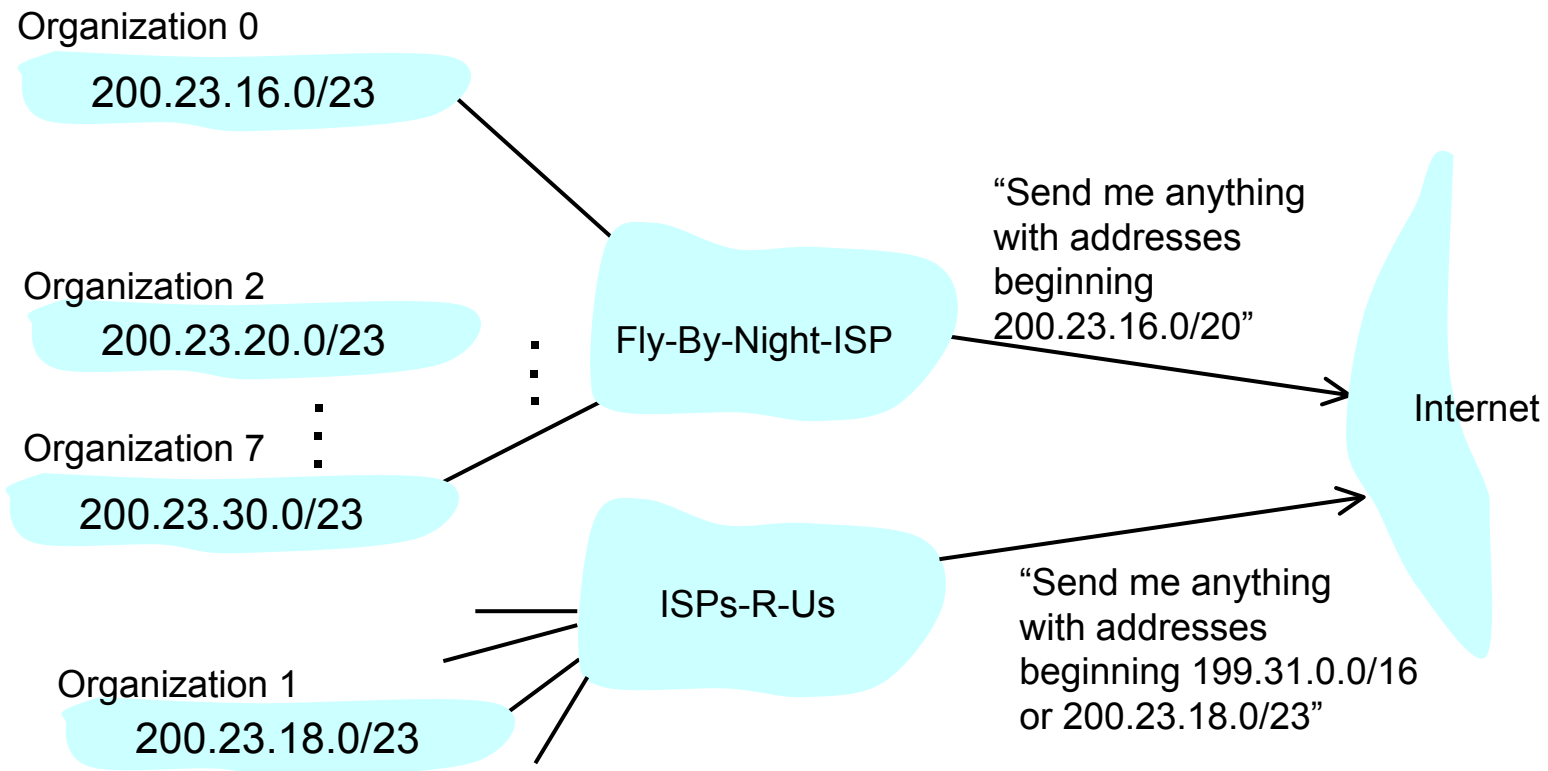 Organization 0
200.23.16.0/23
Organization 2
200.23.20.0/23
Organization 7
200.23.30.0/23
Organization 1
200.23.18.0/23
Fly-By-Night-ISP
ISPs-R-Us
“Send me anything
with addresses
beginning
200.23.16.0/20”
“Send me anything
with addresses
beginning 199.31.0.0/16
or 200.23.18.0/23”
Internet